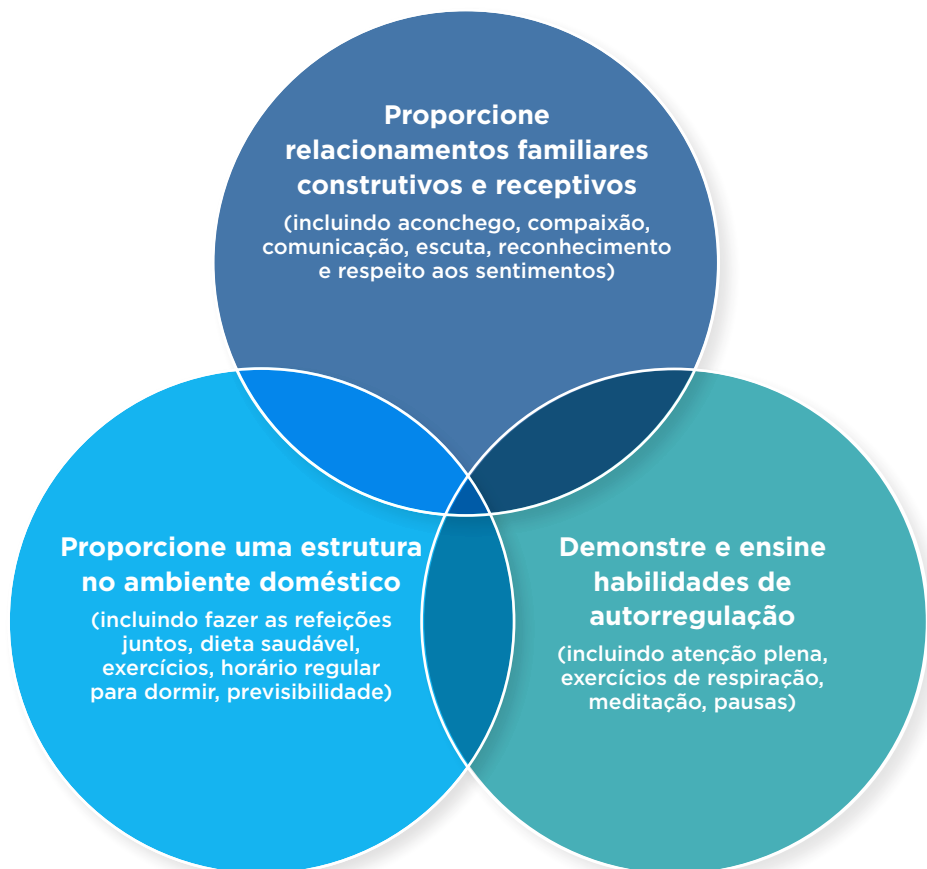 Proporcione
relacionamentos familiares
construtivos e receptivos
(incluindo aconchego, compaixão,
comunicação, escuta, reconhecimento
e respeito aos sentimentos)
Proporcione uma estrutura
no ambiente doméstico
(incluindo fazer as refeições
juntos, dieta saudável,
exercícios, horário regular
para dormir, previsibilidade)
Demonstre e ensine
habilidades de
autorregulação
(incluindo atenção plena,
exercícios de respiração,
meditação, pausas)